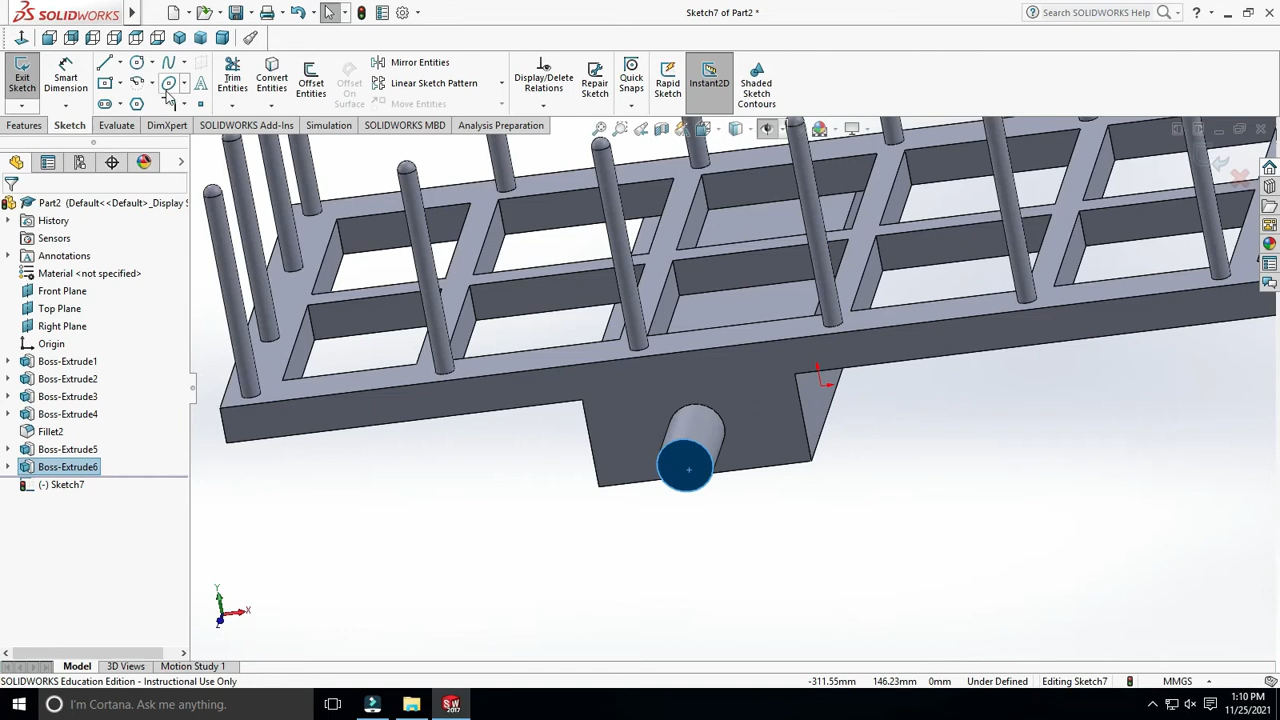 SOLIDWORKS
Sketch7 of Part2 *
Search SOLIDWORKS Help
Exit Sketch
Smart Dimension
Trim Entities
Convert Entities
Offset Entities
Offset On Surface
Mirror Entities
Linear Sketch Pattern
Move Entities
Display/Delete Relations
Repair Sketch
Quick Snaps
Rapid Sketch
Instant2D
Shaded Sketch Contours
Features
Sketch
Evaluate
DimXpert
SOLIDWORKS Add-Ins
Simulation
SOLIDWORKS MBD
Analysis Preparation
Part2 (Default<<Default>_Display S
History
Sensors
Annotations
Material <not specified>
Front Plane
Top Plane
Right Plane
Origin
Boss-Extrude1
Boss-Extrude2
Boss-Extrude3
Boss-Extrude4
Fillet2
Boss-Extrude5
Boss-Extrude6
(-) Sketch7
Y
X
Z
Model
3D Views
Motion Study 1
SOLIDWORKS Education Edition - Instructional Use Only
-311.55mm
146.23mm
0mm
Under Defined
Editing Sketch7
MMGS
I'm Cortana. Ask me anything.
SW
2017
1:10 PM
11/25/2021